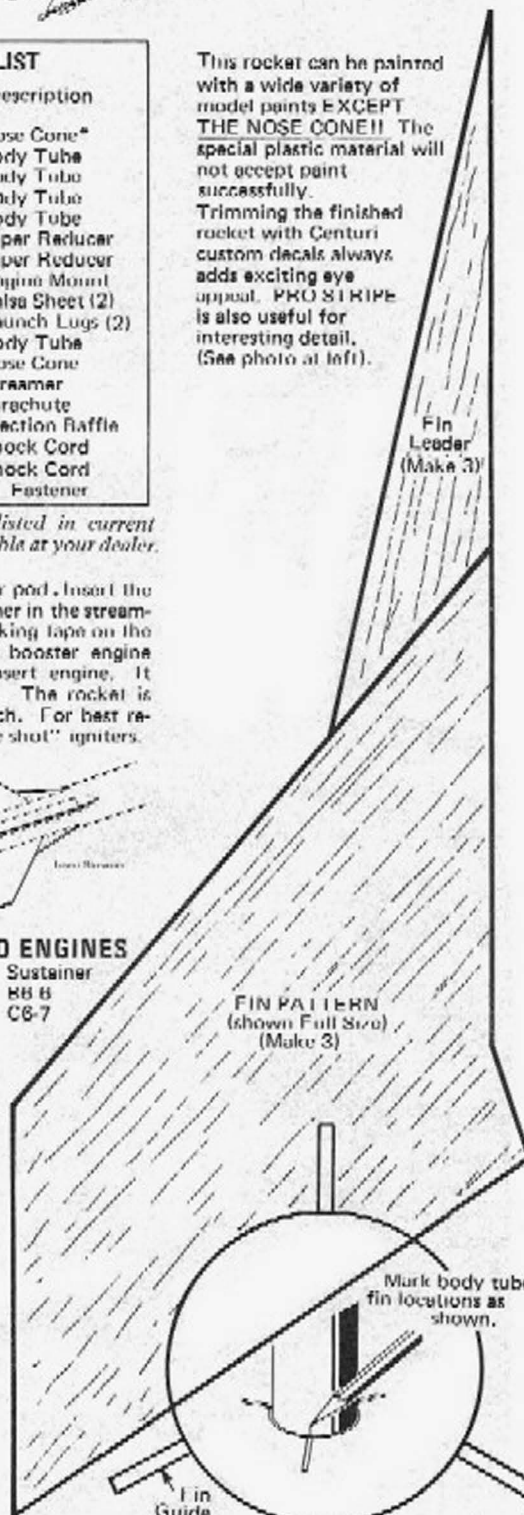 LIST
Description
ose Cone*
ody Tube
ody Tube
ody Tube
ody Tube
per Reducer
per Reducer
ngine Mount
alsa Sheet (2)
aunch Lugs (2)
ody Tube
ose Cone
reamer
rachute
ection Baffle
hock Cord
hock Cord
Fastener
listed in current
ble at your dealer.
r pod. Insert the
er in the stream-
king tape on the
booster engine
sert engine. It
The rocket is
ch. For best re-
shot" igniters.
D ENGINES
Sustainer
B6 6
C6-7
This rocket can be painted
with a wide variety of
model paints EXCEPT
THE NOSE CONE!! The
special plastic material will
not accept paint
successfully.
Trimming the finished
rocket with Centuri
custom decals always
adds exciting eye
appeal. PRO STRIPE
is also useful for
interesting detail.
(See photo at left).
Fin
Leader
(Make 3)
FIN PATTERN
(shown Full Size)
(Make 3)
Mark body tube
fin locations as
shown.
Fin
Guide